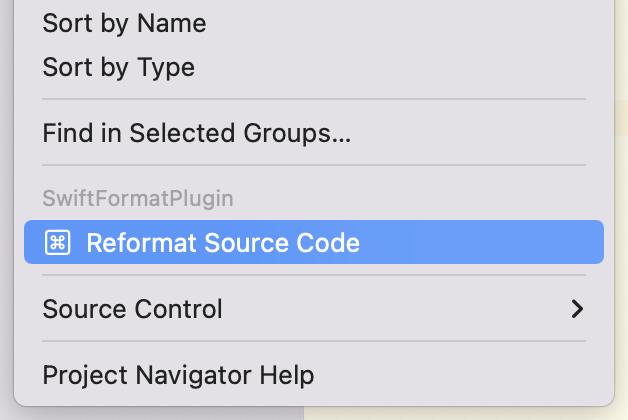 Sort by Name
Sort by Type
Find in Selected Groups...
SwiftFormatPlugin
⌘ Reformat Source Code
Source Control
Project Navigator Help